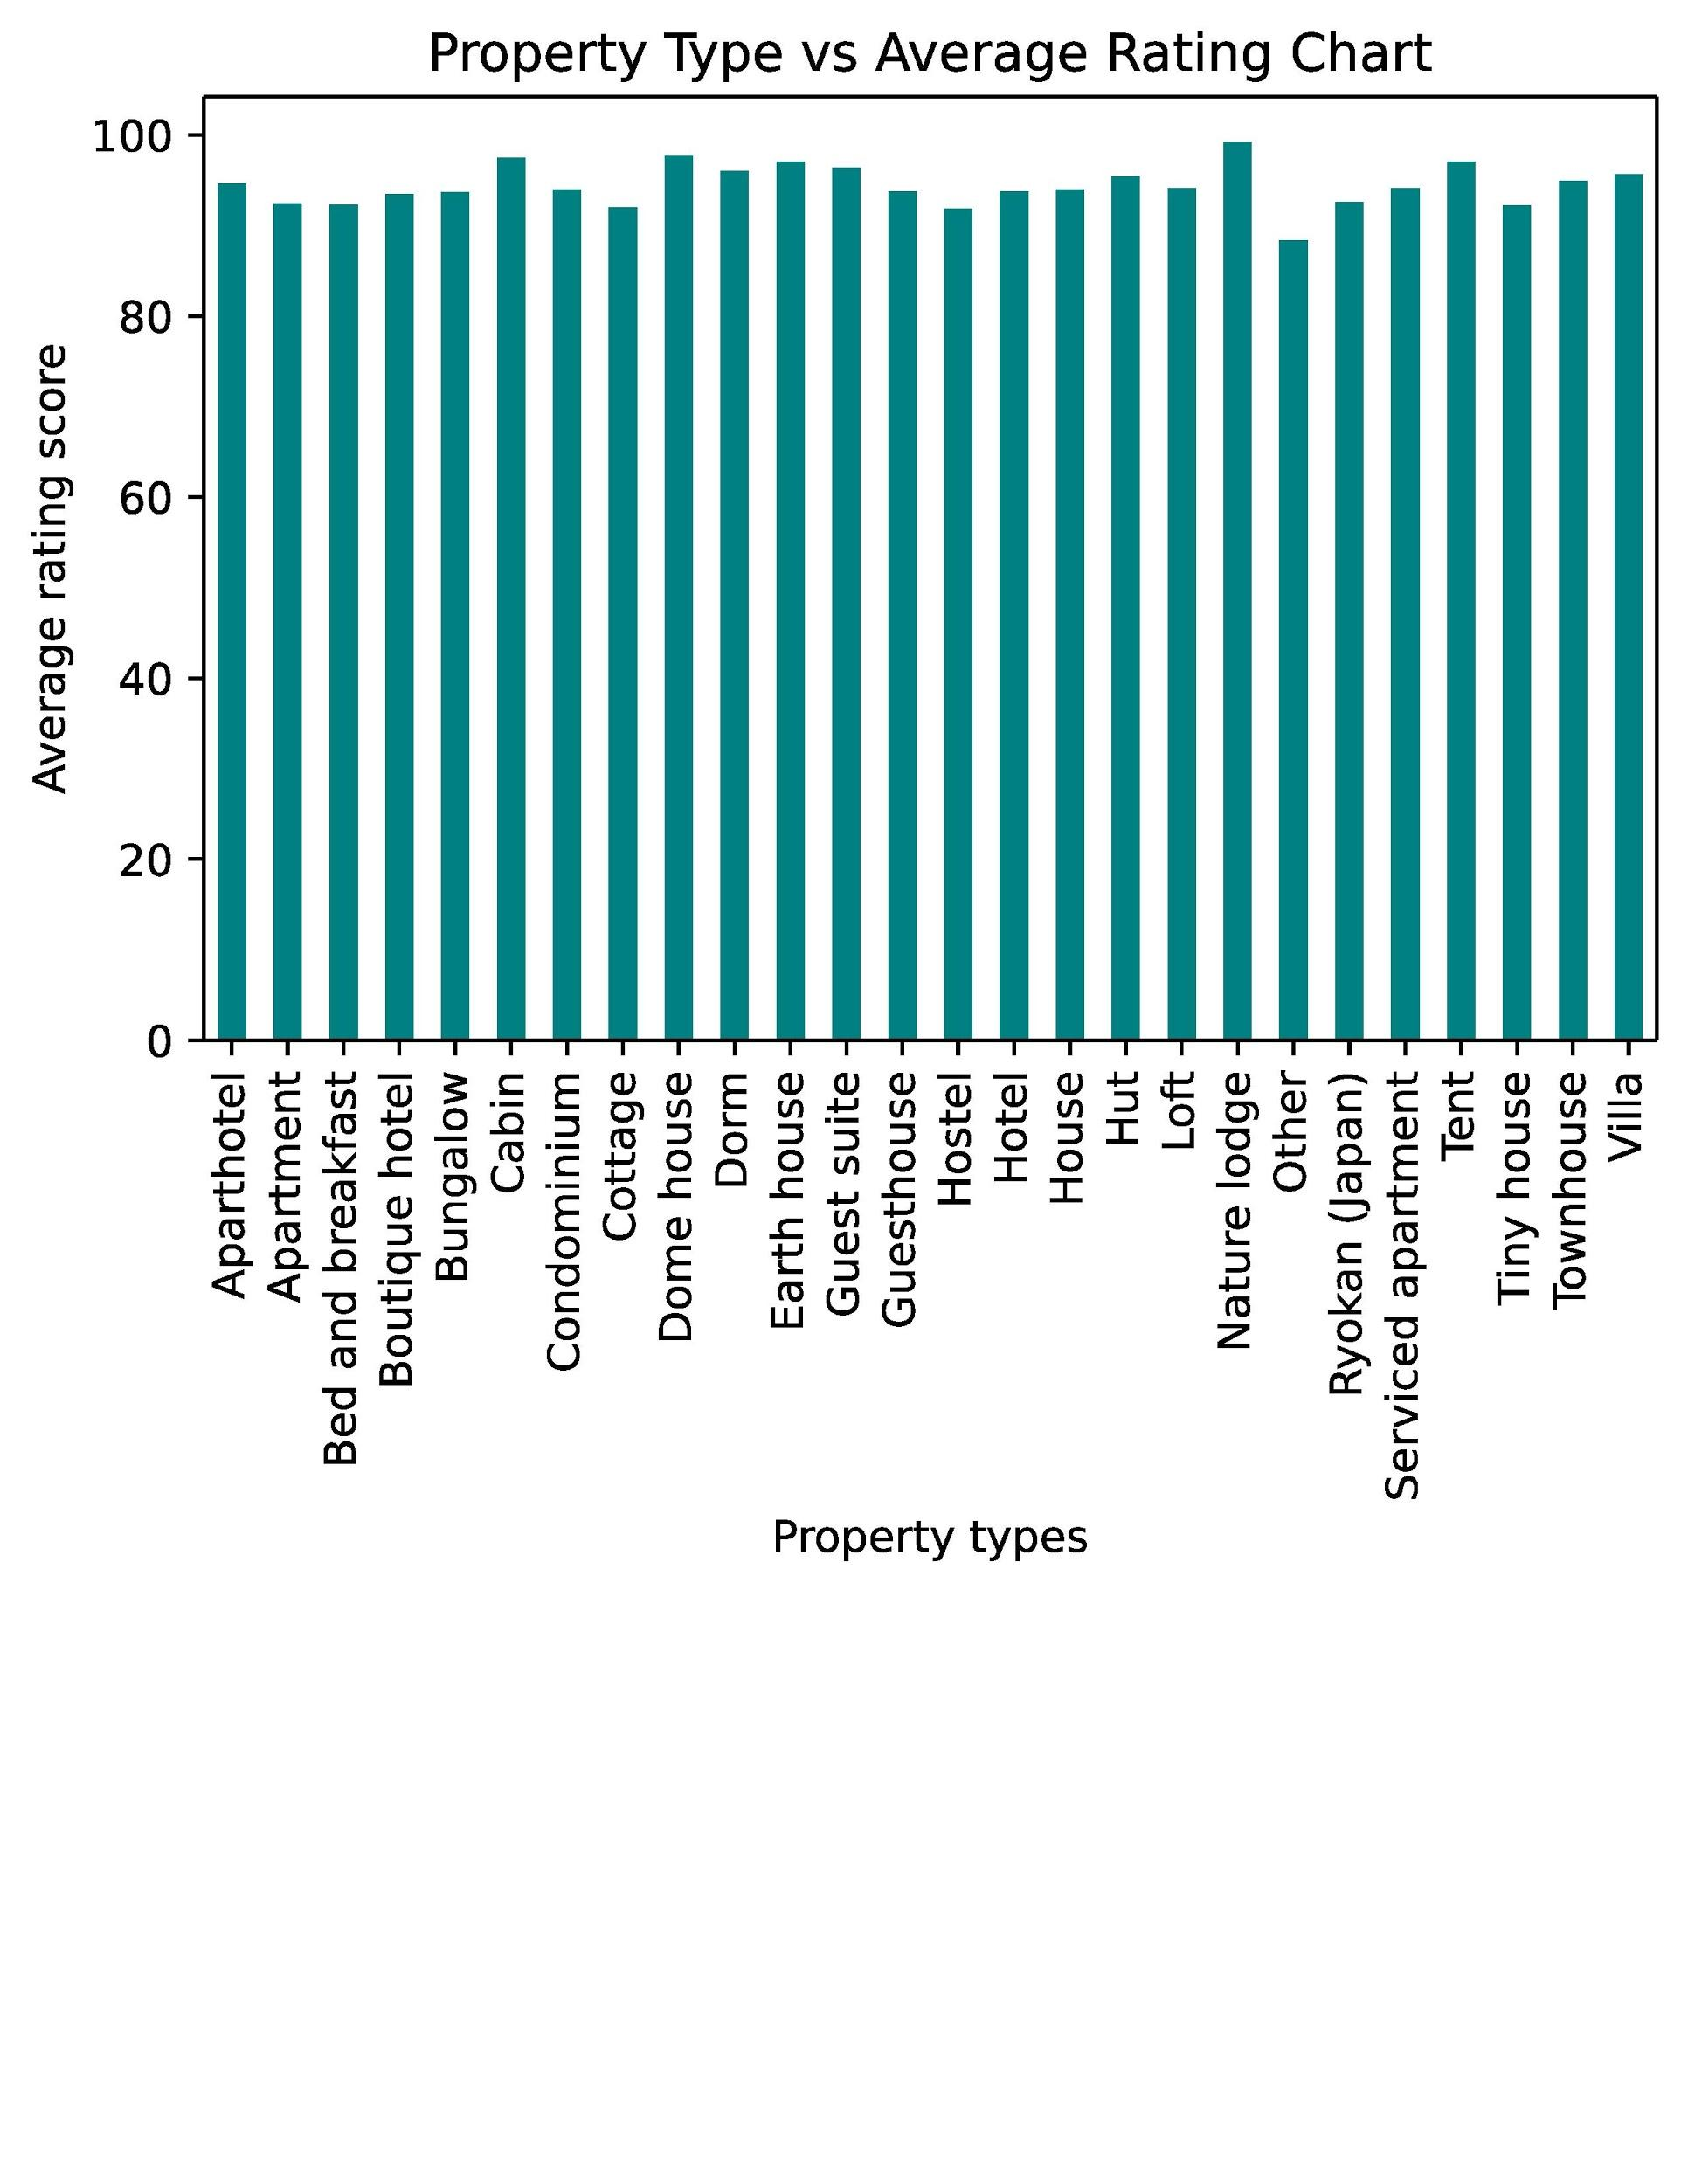 Property Type vs Average Rating Chart
100
80
60
40
20
0
Average rating score
Aparthotel
Apartment
Bed and breakfast
Boutique hotel
Bungalow
Cabin
Condominium
Cottage
Dome house
Dorm
Earth house
Guest suite
Guesthouse
Hostel
Hotel
House
Hut
Loft
Nature lodge
Other
Ryokan (Japan)
Serviced apartment
Tent
Tiny house
Townhouse
Villa
Property types